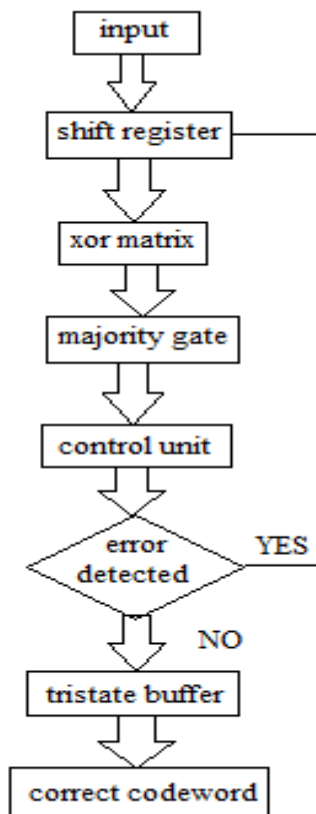 input
shift register
xor matrix
majority gate
control unit
error
detected
YES
NO
tristate buffer
correct codeword